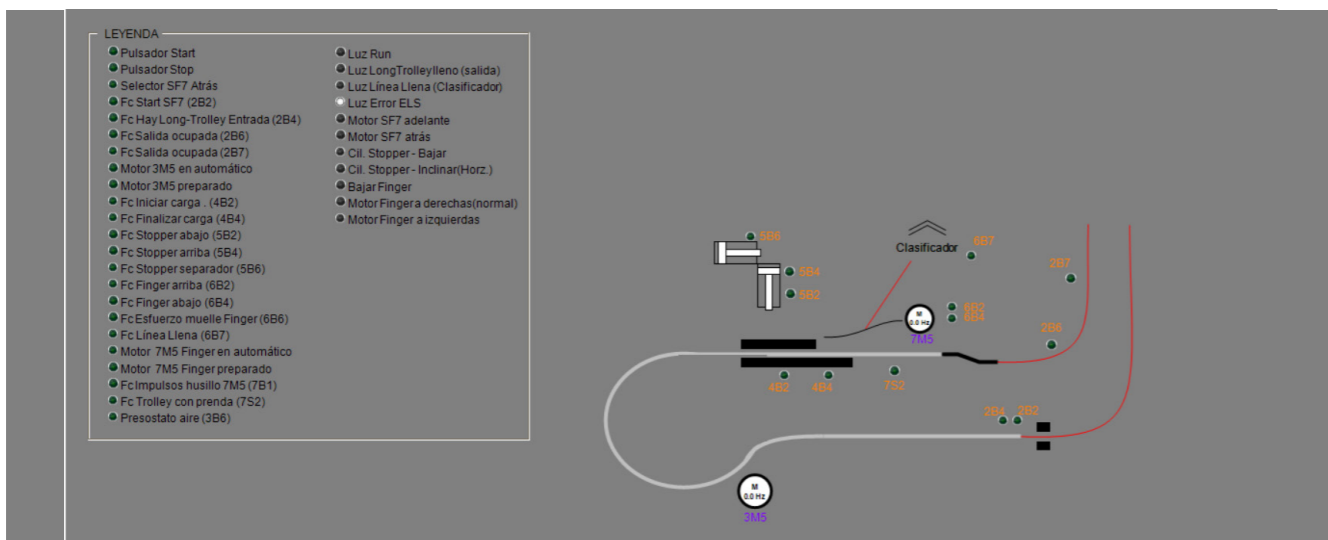 LEYENDA
Pulsador Start
Pulsador Stop
Selector SF7 Atrás
Fc Start SF7 (2B2)
Fc Hay Long-Trolley Entrada (2B4)
Fc Salida ocupada (2B6)
Fc Salida ocupada (2B7)
Motor 3M5 en automático
Motor 3M5 preparado
Fc Iniciar carga . (4B2)
Fc Finalizar carga (4B4)
Fc Stopper abajo (5B2)
Fc Stopper arriba (5B4)
Fc Stopper separador (5B6)
Fc Finger arriba (6B2)
Fc Finger abajo (6B4)
Fc Esfuerzo muelle Finger (6B6)
Fc Línea Llena (6B7)
Motor 7M5 Finger en automático
Motor 7M5 Finger preparado
Fc Impulsos husillo 7M5 (7B1)
Fc Trolley con prenda (7S2)
Presostato aire (3B6)
Luz Run
Luz LongTrolleylleno (salida)
Luz Línea Llena (Clasificador)
Luz Error ELS
Motor SF7 adelante
Motor SF7 atrás
Cil. Stopper - Bajar
Cil. Stopper - Inclinar(Horz.)
Bajar Finger
Motor Finger a derechas(normal)
Motor Finger a izquierdas
5B6
Clasificador
6B7
5B4
2B7
5B2
6B2
M
0.0 Hz
6B4
7M5
2B6
4B2
4B4
7S2
2B4
2B2
M
0.0 Hz
3M5